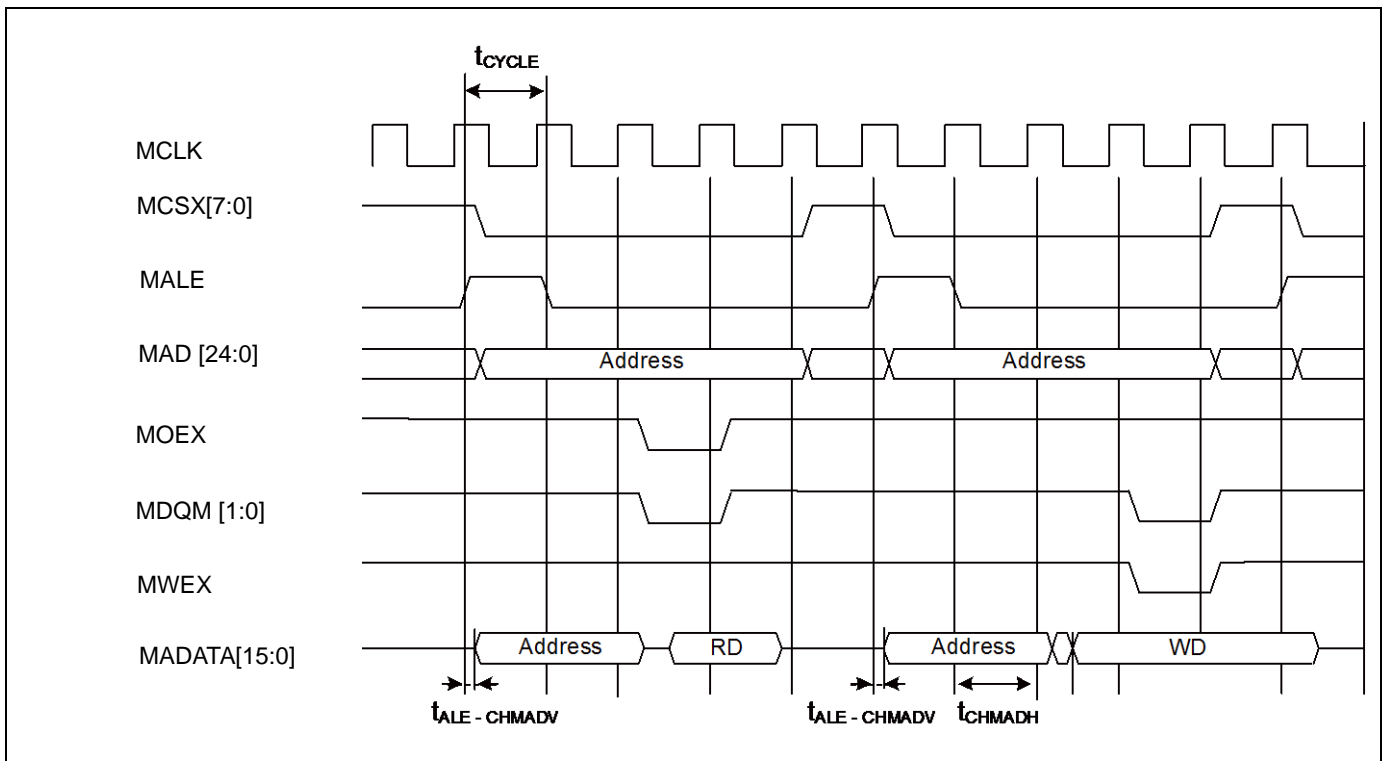 tCYCLE
MCLK
MCSX[7:0]
MALE
MAD [24:0]
Address
Address
MOEX
MDQM [1:0]
MWEX
MADATA[15:0]
Address
RD
Address
WD
tALE - CHMADV
tALE - CHMADV
tCHMADH